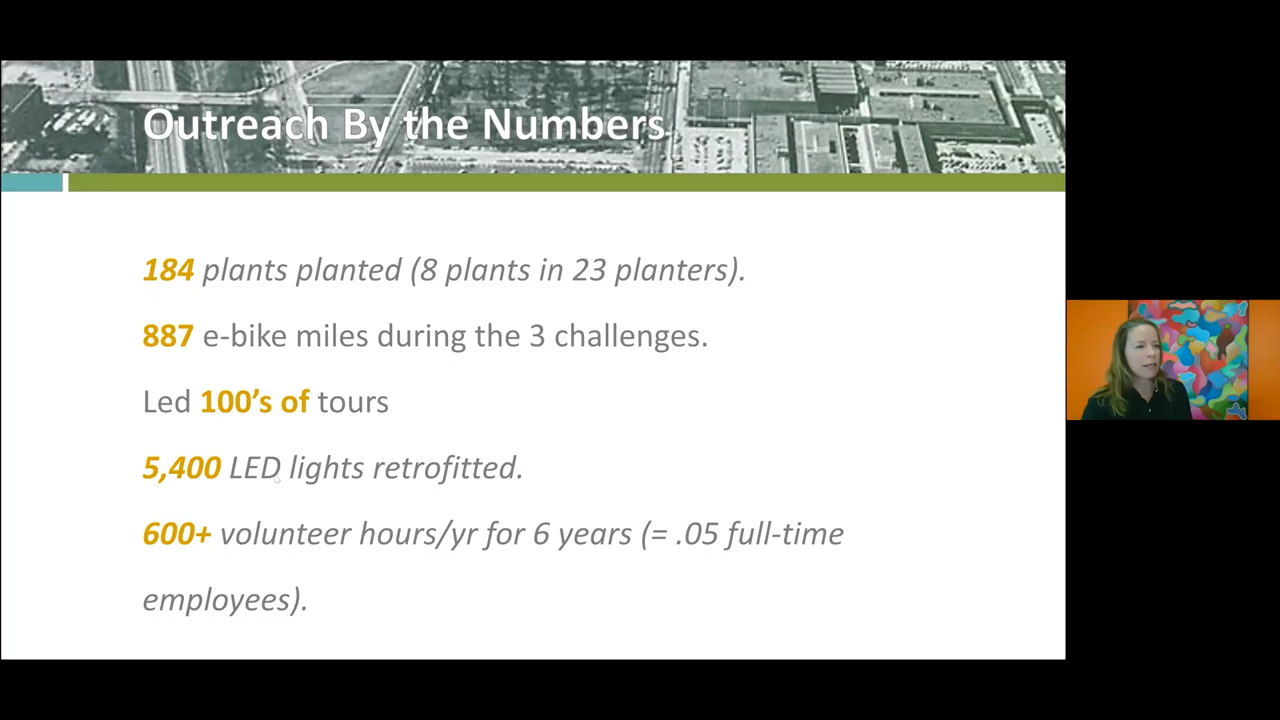 Outreach By the Numbers
184 plants planted (8 plants in 23 planters).
887 e-bike miles during the 3 challenges.
Led 100’s of tours
5,400 LED lights retrofitted.
600+ volunteer hours/yr for 6 years (= .05 full-time
employees).